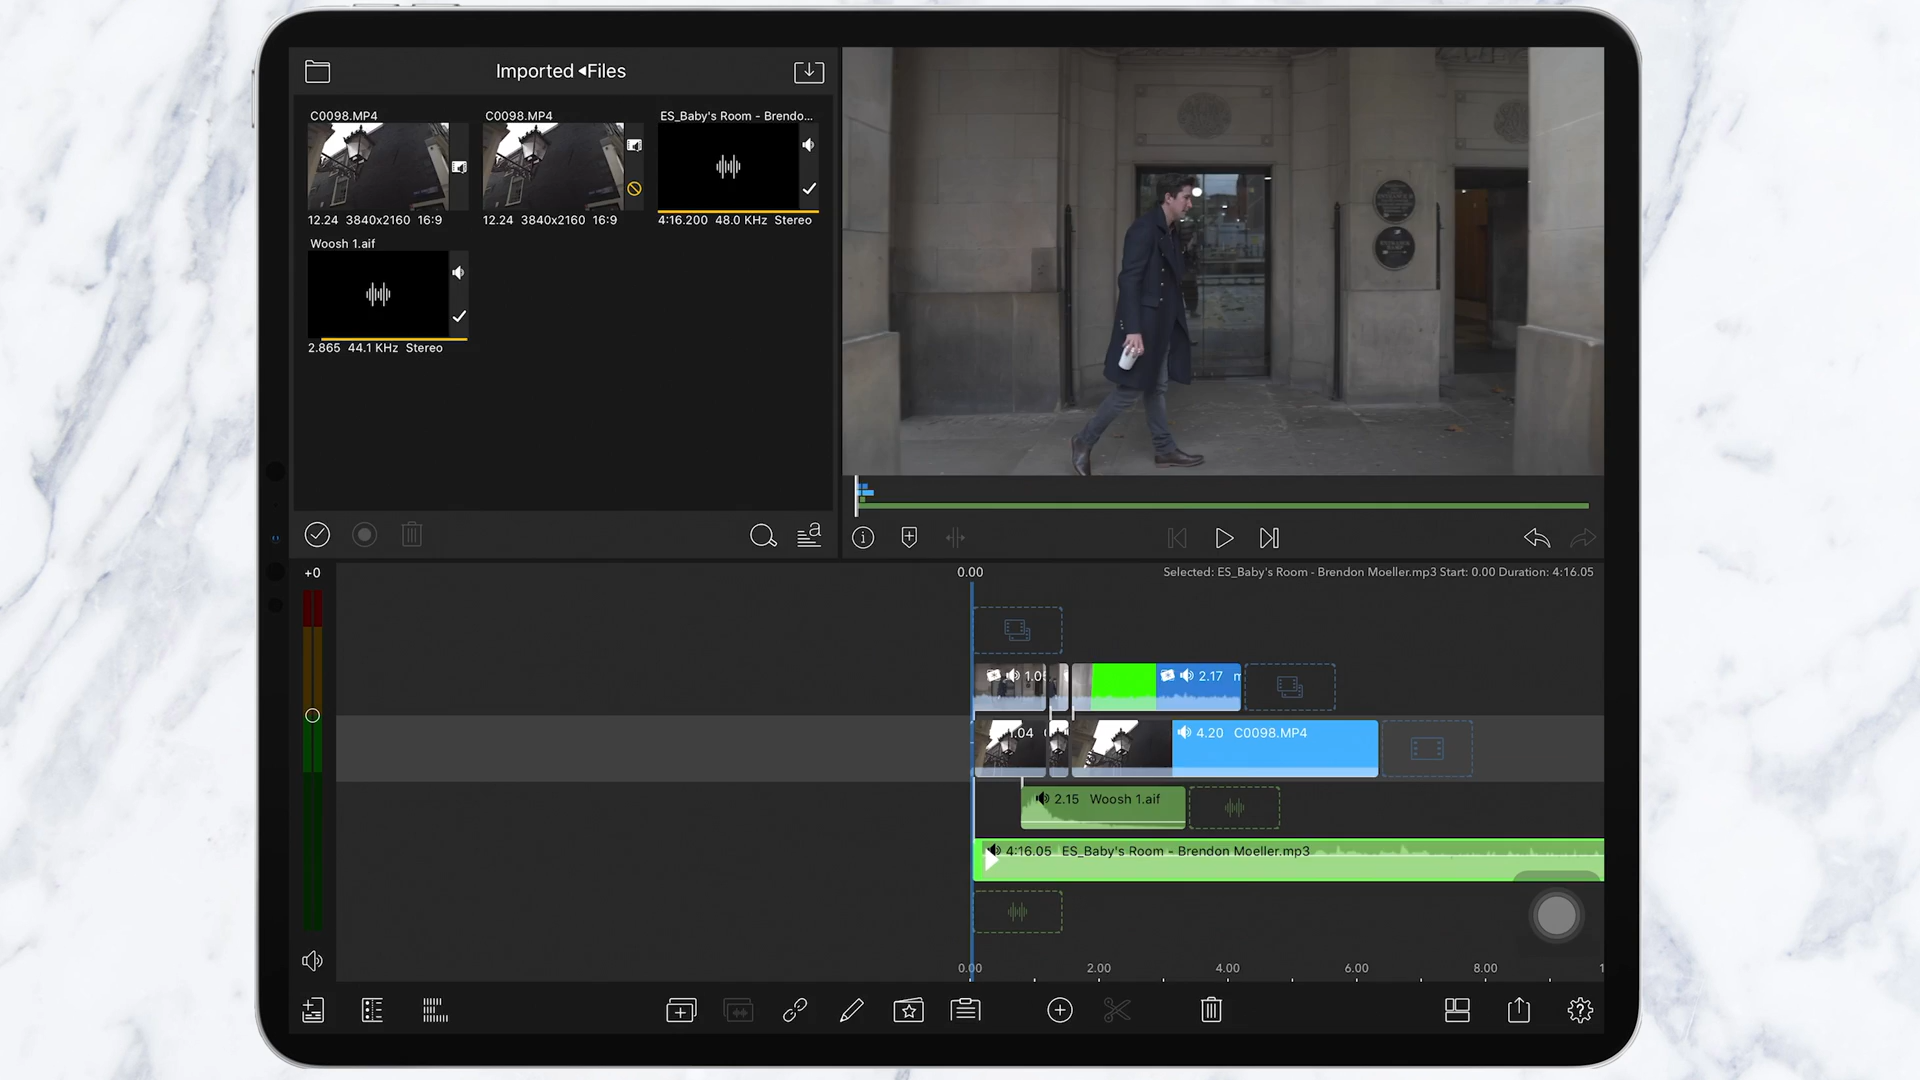 Imported ◂Files
C0098.MP4
C0098.MP4
ES_Baby's Room - Brendo...
12.24 3840x2160 16:9
12.24 3840x2160 16:9
4:16.200 48.0 KHz Stereo
Woosh 1.aif
2.865 44.1 KHz Stereo
+0
0.00
Selected: ES_Baby's Room - Brendon Moeller.mp3 Start: 0.00 Duration: 4:16.05
2.17
4.20 C0098.MP4
2.15 Woosh 1.aif
4:16.05 ES_Baby's Room - Brendon Moeller.mp3
0.00 2.00 4.00 6.00 8.00